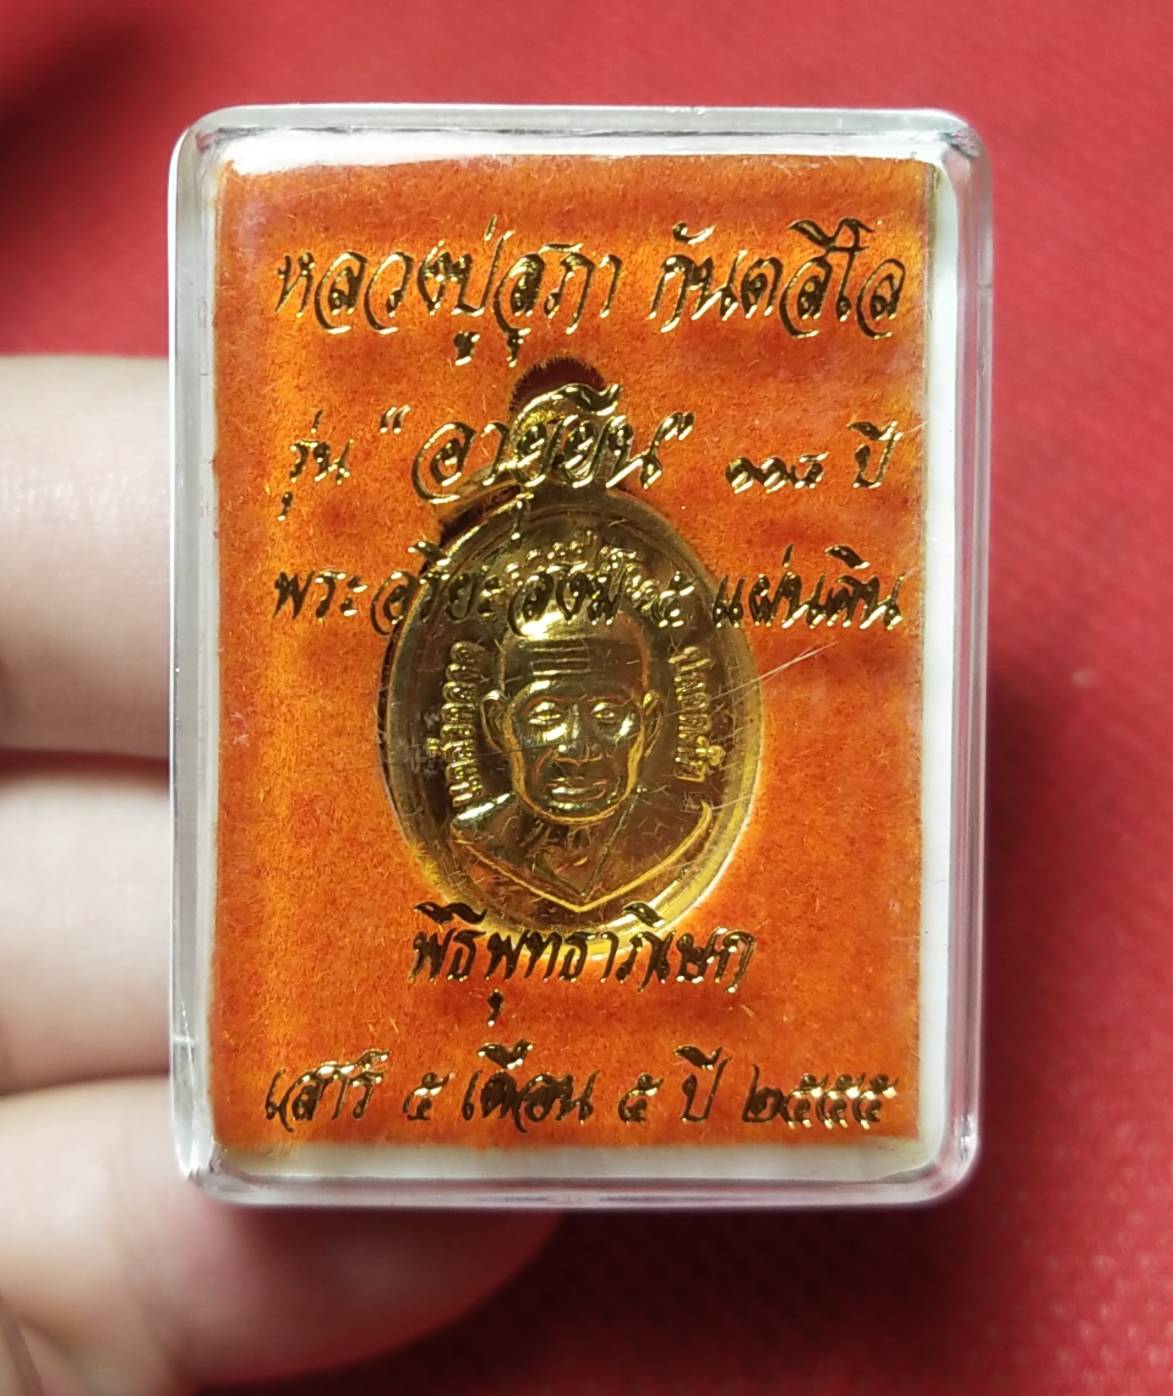 หลวงปู่สุภา กันตสีโล
รุ่น "อายุยืน" ๑๑๘ ปี
พระอริยะสงฆ์ ๕ แผ่นดิน
พิธีพุทธาภิเษก
เสาร์ ๕ เดือน ๕ ปี ๒๕๕๕